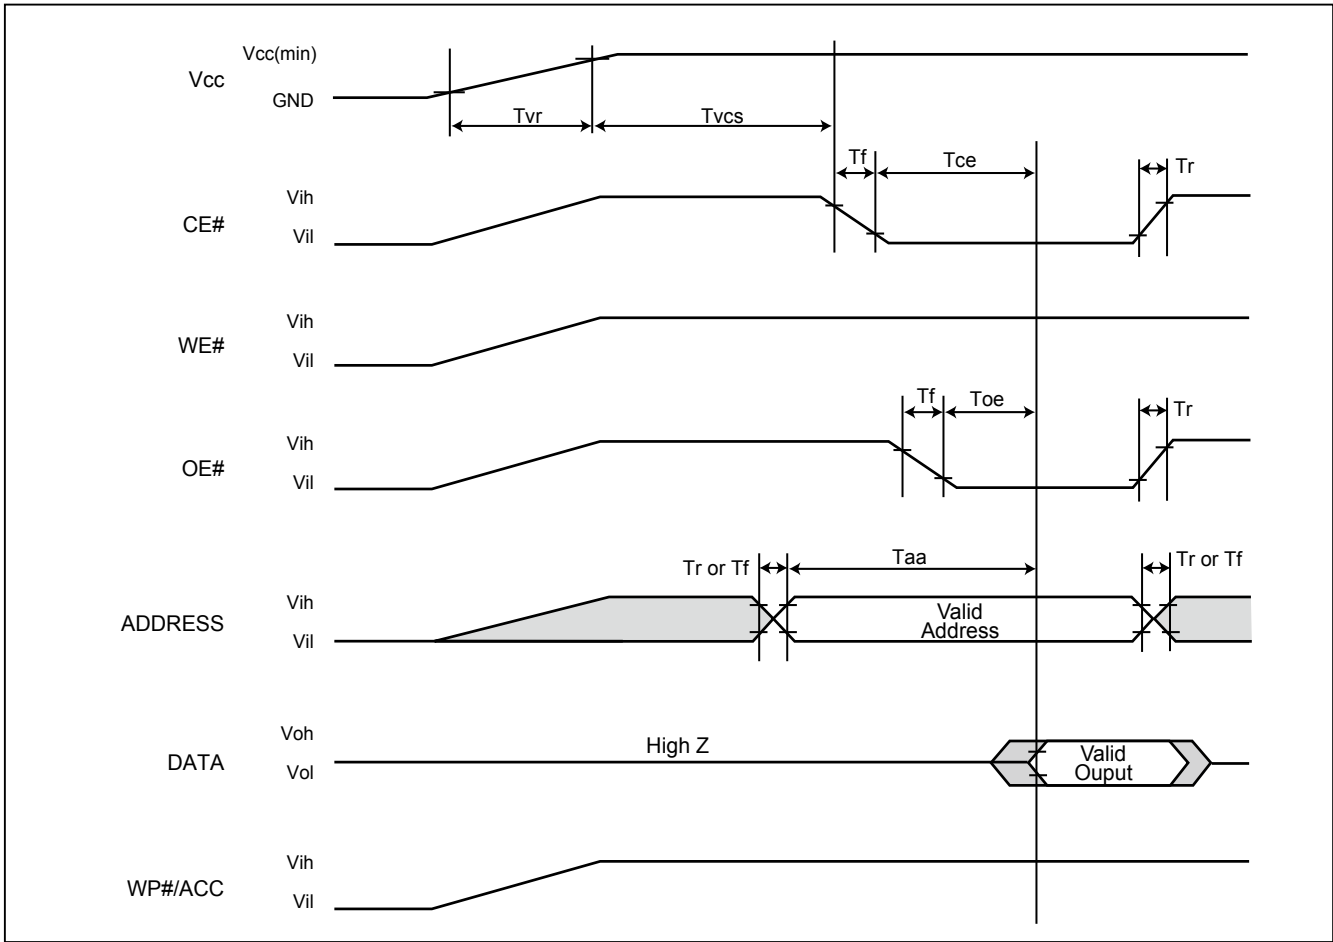 Vcc(min)
Vcc
GND
Tvr
Tvcs
Tf
Tce
Tr
Vih
CE#
Vil
Vih
WE#
Vil
Tf
Toe
Tr
Vih
OE#
Vil
Tr or Tf
Taa
Tr or Tf
Vih
ADDRESS
Vil
Valid
Address
Voh
DATA
Vol
High Z
Valid
Ouput
Vih
WP#/ACC
Vil